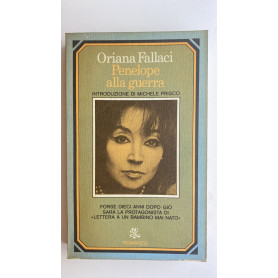 Oriana Fallaci
Penelope
alla guerra
INTRODUZIONE DI MICHELE PRISCO
FORSE DIECI ANNI DOPO GIÒ
SARÀ LA PROTAGONISTA DI
«LETTERA A UN BAMBINO MAI NATO»